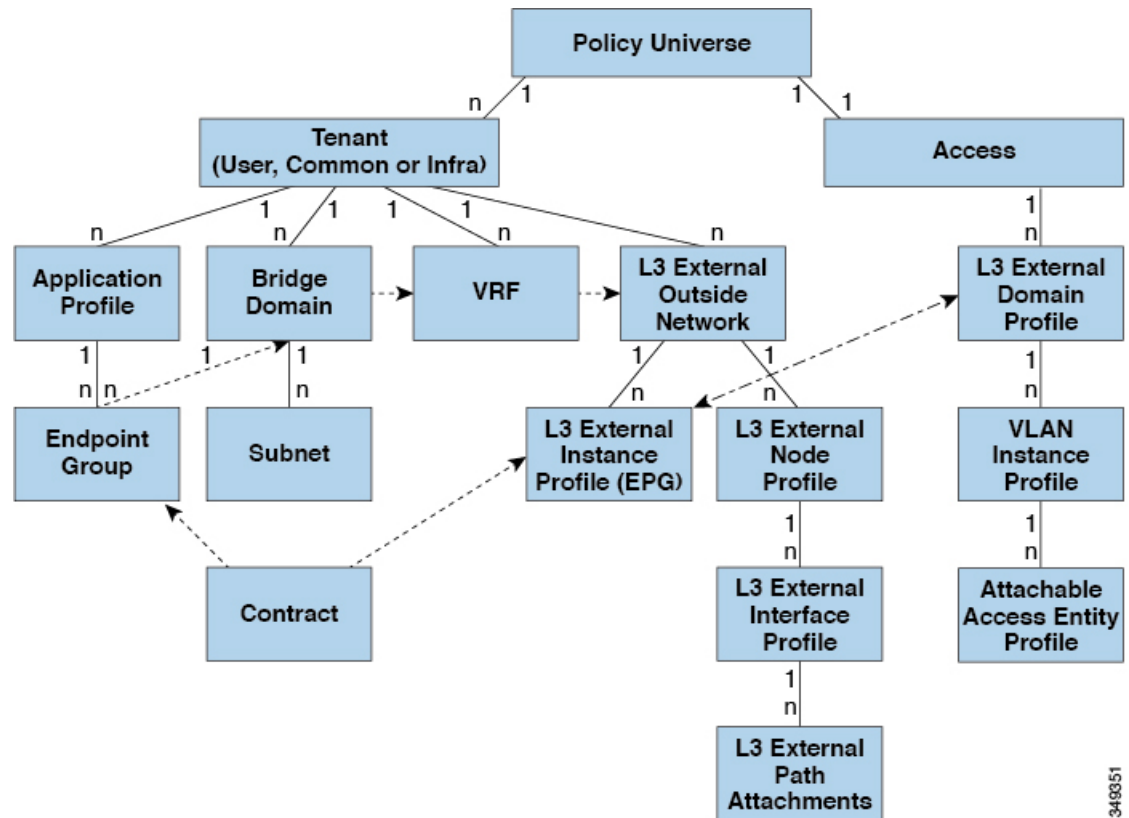 Policy Universe
n
1
1
1
Tenant
(User, Common or Infra)
Access
1
1
1
1
1
n
n
n
n
n
Application
Profile
Bridge
Domain
VRF
L3 External
Outside
Network
L3 External
Domain
Profile
1
1
1
1
1
1
n
n
n
n
n
n
Endpoint
Group
Subnet
L3 External
Instance
Profile (EPG)
L3 External
Node
Profile
VLAN
Instance
Profile
1
1
n
n
Contract
L3 External
Interface
Profile
Attachable
Access Entity
Profile
1
n
L3 External
Path
Attachments
349351